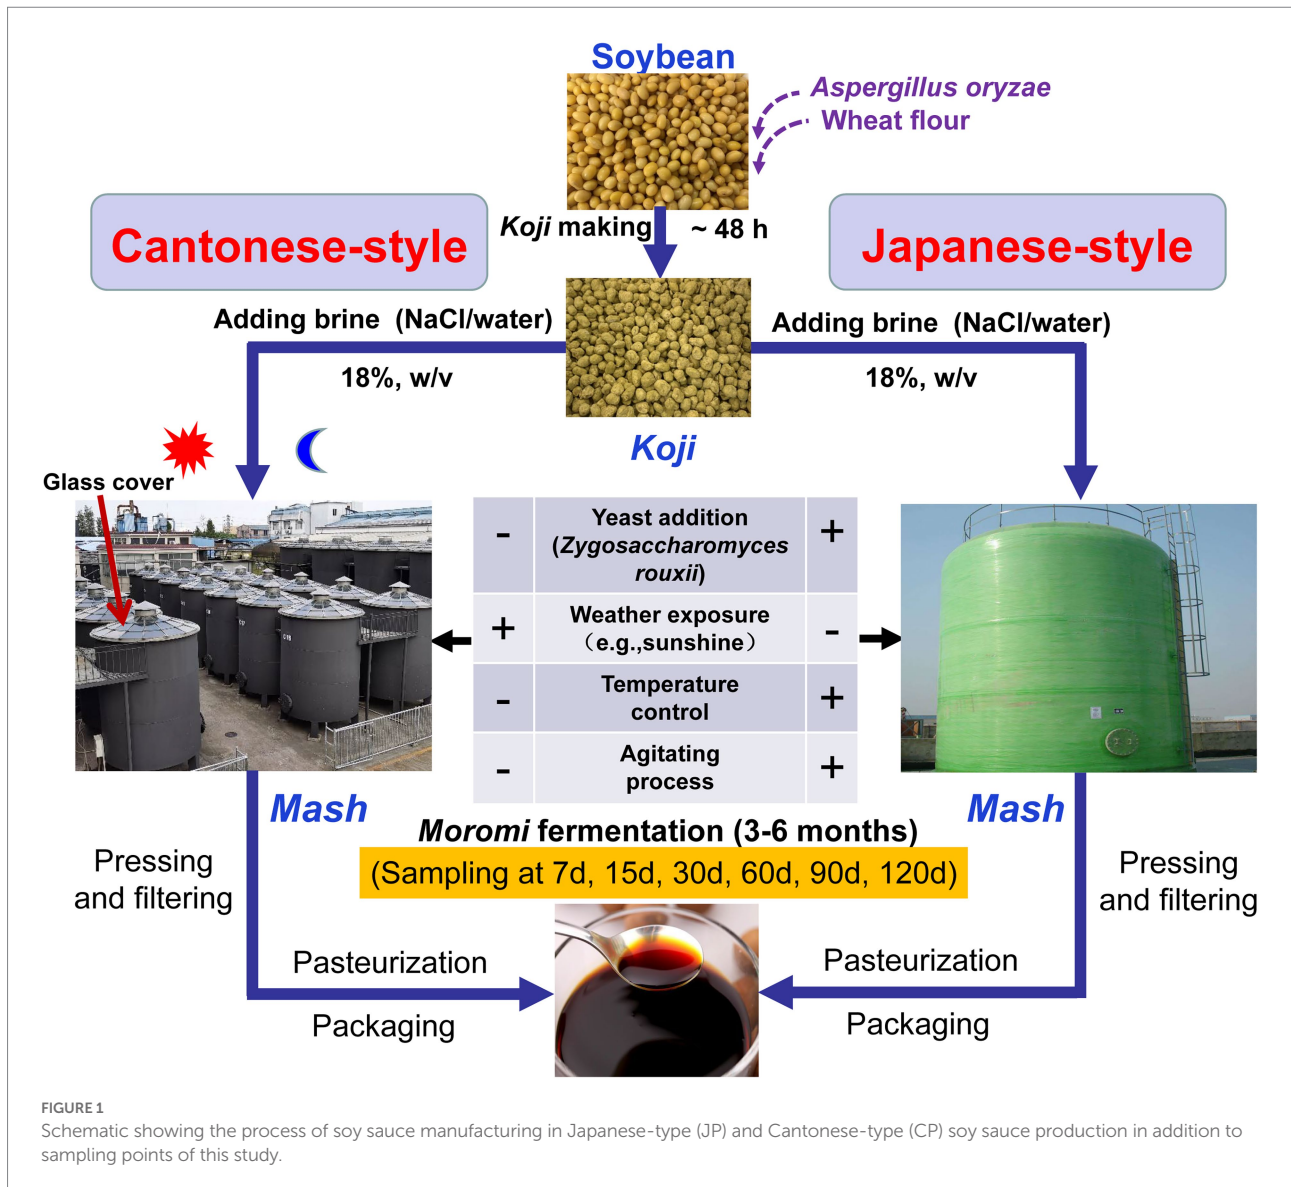 Soybean
Aspergillus oryzae
Wheat flour
Cantonese-style
Koji making
~ 48 h
Japanese-style
Adding brine (NaCl/water)
18%, w/v
Adding brine (NaCl/water)
18%, w/v
Koji
Glass cover
-
Yeast addition
(Zygosaccharomyces
rouxii)
+
+
Weather exposure
（e.g.,sunshine）
-
-
Temperature
control
+
-
Agitating
process
+
Mash
Mash
Moromi fermentation (3-6 months)
(Sampling at 7d, 15d, 30d, 60d, 90d, 120d)
Pressing
and filtering
Pressing
and filtering
Pasteurization
Packaging
Pasteurization
Packaging
FIGURE 1
Schematic showing the process of soy sauce manufacturing in Japanese-type (JP) and Cantonese-type (CP) soy sauce production in addition to
sampling points of this study.